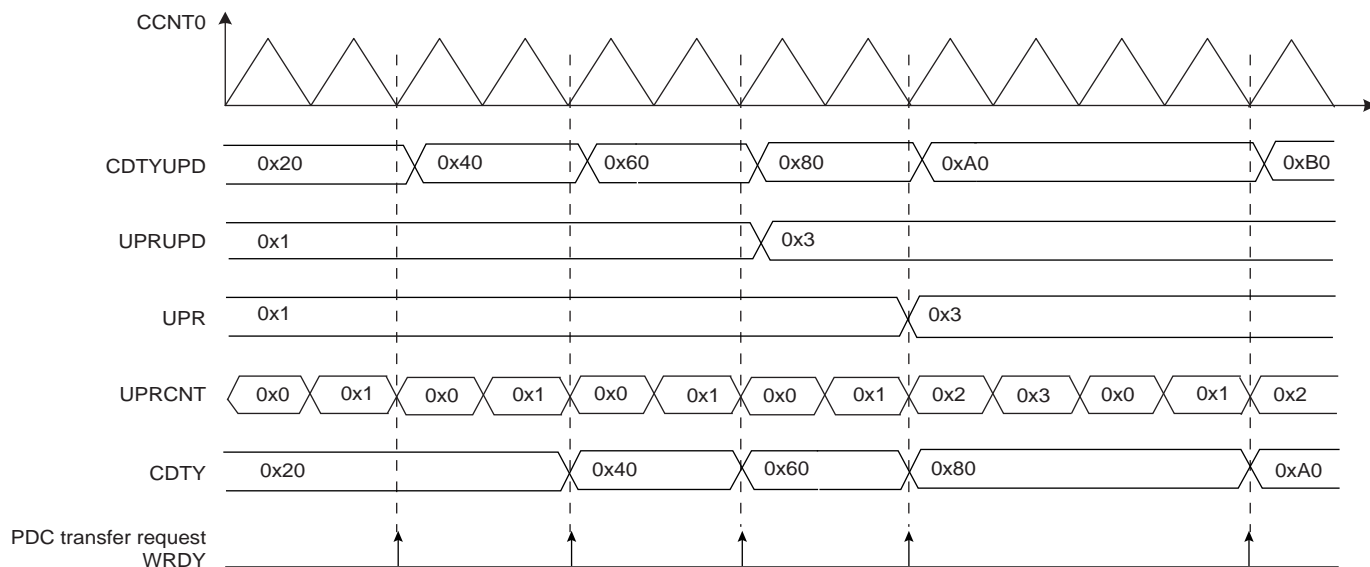 CCNT0
CDTYUPD 0x20 0x40 0x60 0x80 0xA0 0xB0
UPRUPD 0x1 0x3
UPR 0x1 0x3
UPRCNT 0x0 0x1 0x0 0x1 0x0 0x1 0x0 0x1 0x2 0x3 0x0 0x1 0x2
CDTY 0x20 0x40 0x60 0x80 0xA0
PDC transfer request
WRDY